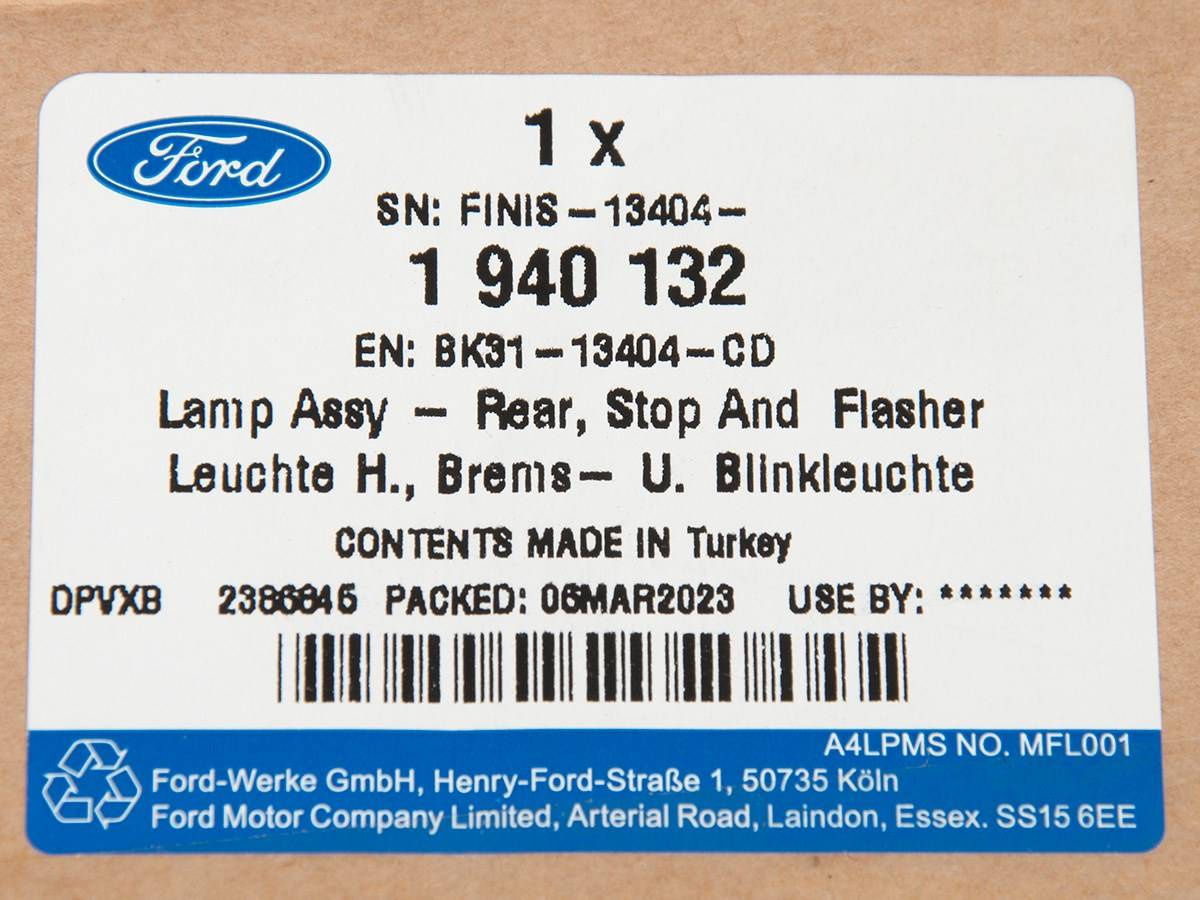 Ford
1 x
SN: FINIS-13404-
1 940 132
EN: BK31-13404-CD
Lamp Assy - Rear, Stop And Flasher
Leuchte H., Brems- U. Blinkleuchte
CONTENTS MADE IN Turkey
DPVXB PACKED: 06MAR2023 USE BY: *******
A4LPMS NO. MFL001
Ford-Werke GmbH, Henry-Ford-Straße 1, 50735 Köln
Ford Motor Company Limited, Arterial Road, Laindon, Essex. SS15 6EE